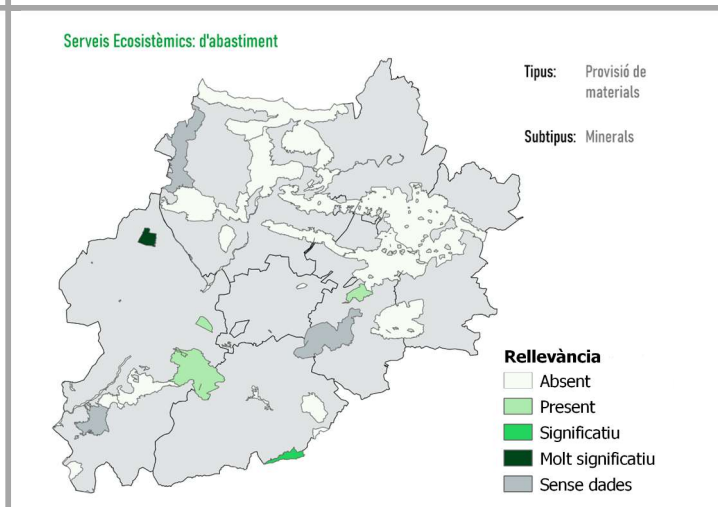 Serveis Ecosistèmics: d'abastiment
Tipus: Provisió de
materials
Subtipus: Minerals
Rellevància
Absent
Present
Significatiu
Molt significatiu
Sense dades